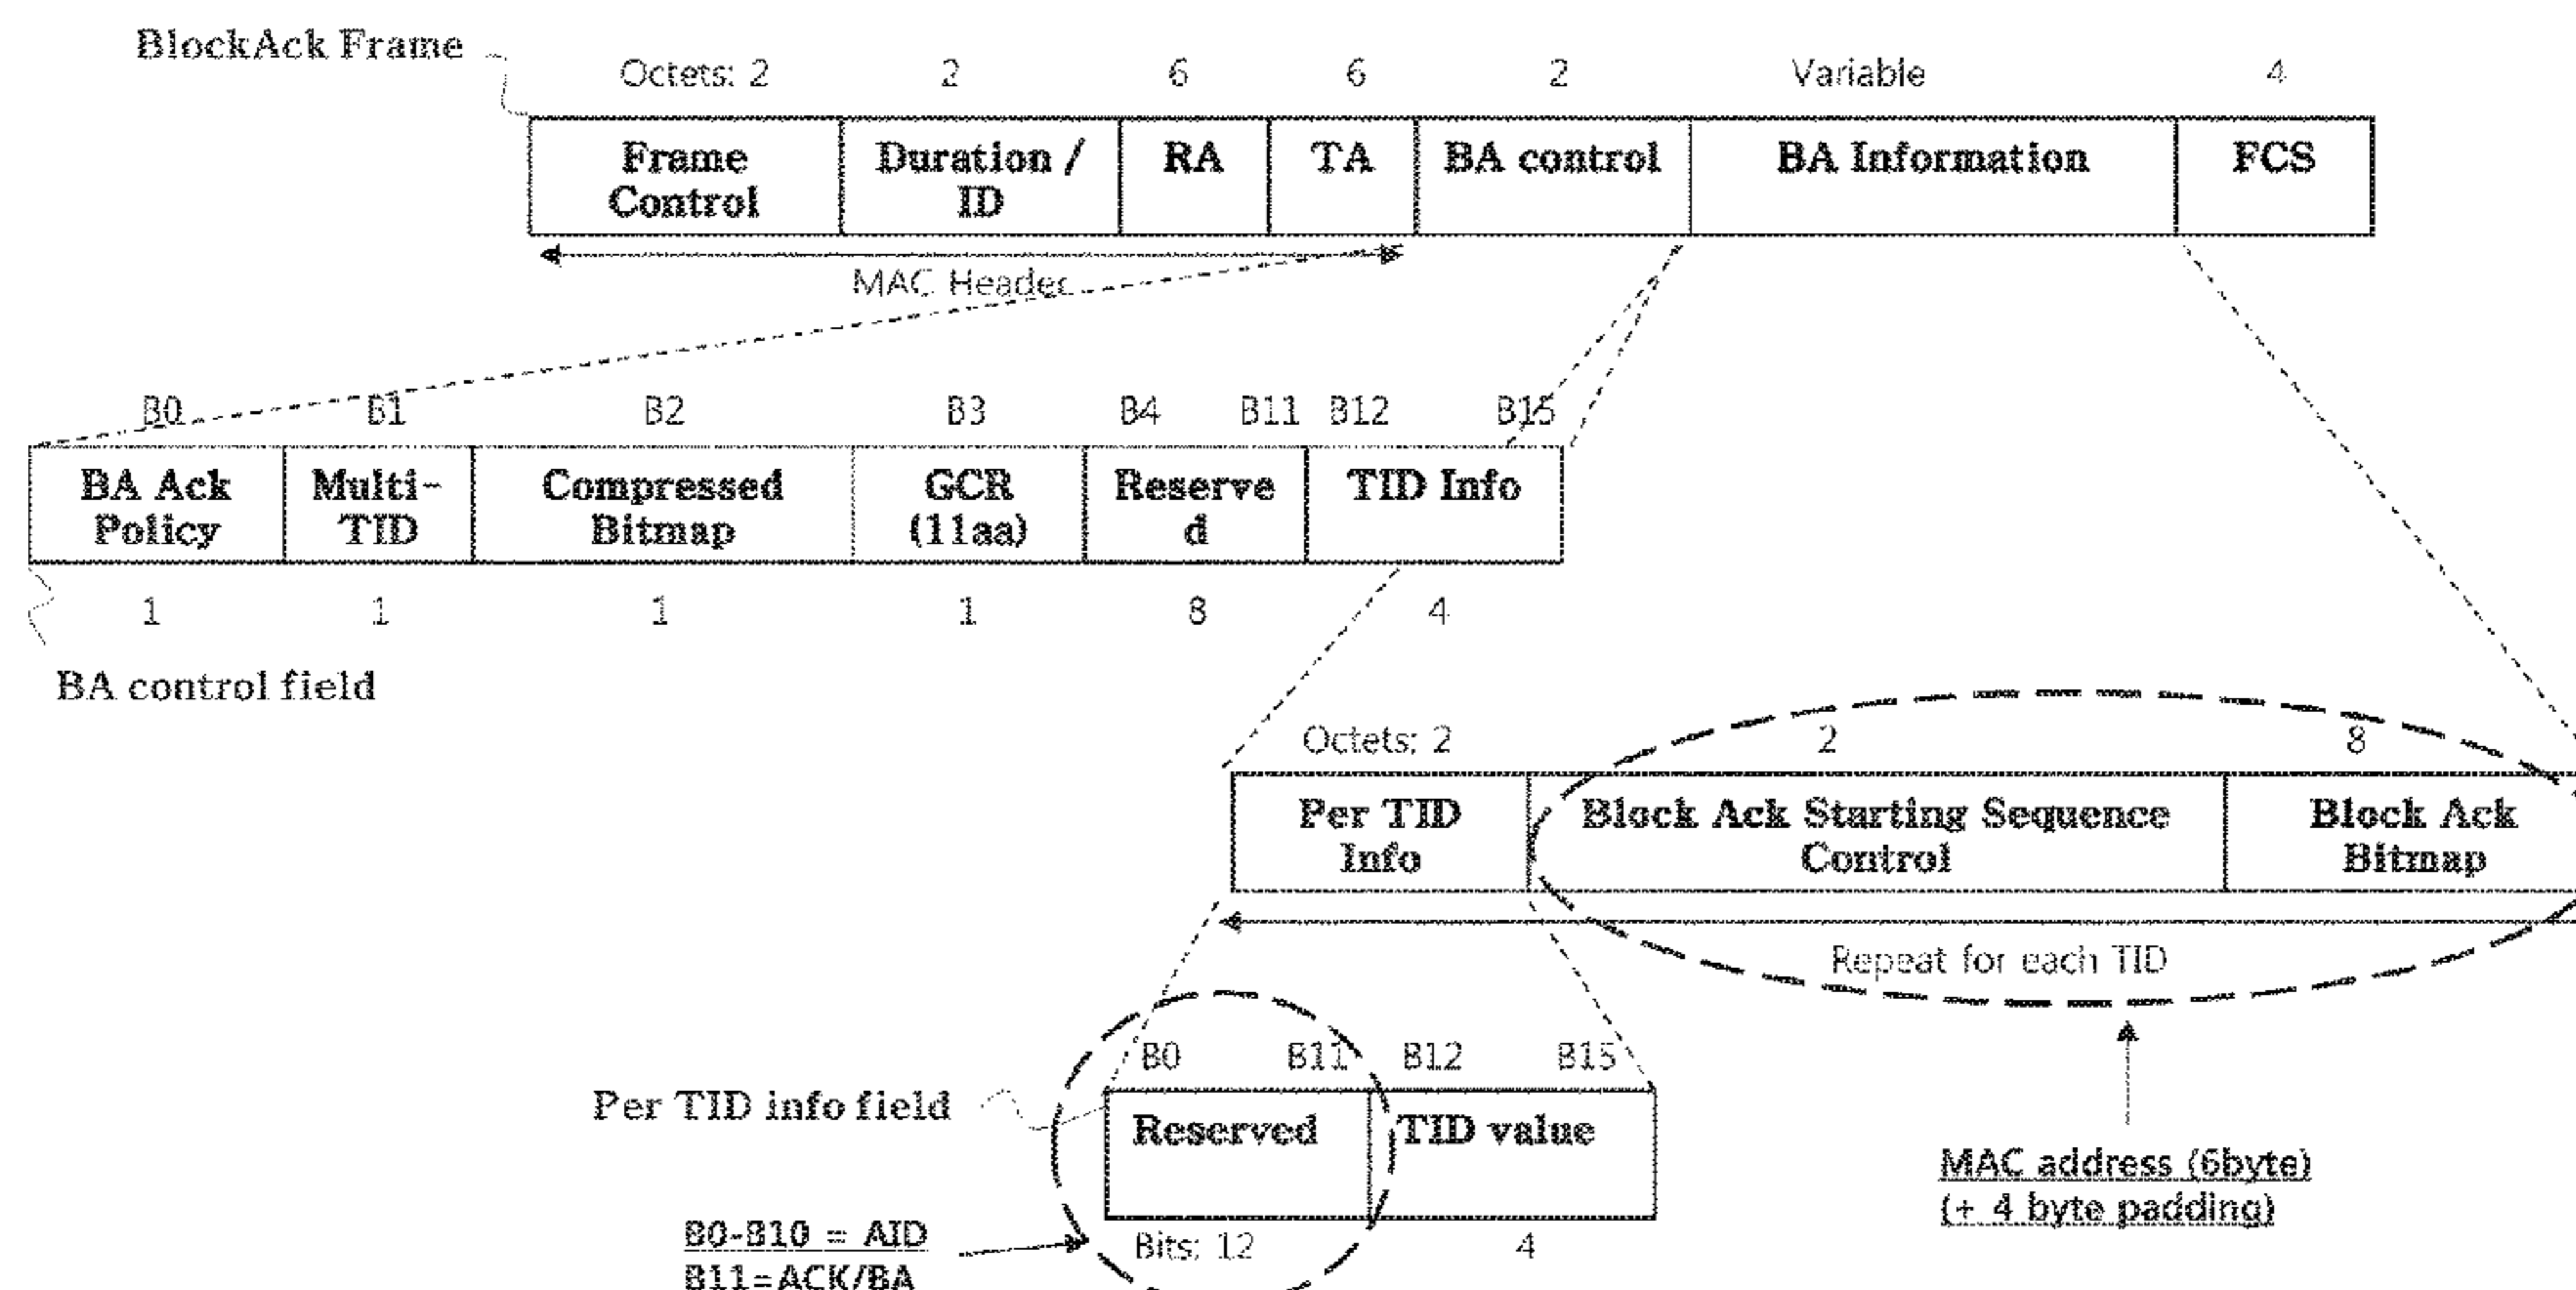 BlockAck Frame
Octets: 2 2 6 6 2 Variable 4
Frame Control Duration / ID RA TA BA control BA Information FCS
MAC Header
B0 B1 B2 B3 B4 B11 B12 B15
BA Ack Policy Multi-TID Compressed Bitmap GCR (11aa) Reserved TID Info
1 1 1 1 8 4
BA control field
Octets: 2 2 8
Per TID Info Block Ack Starting Sequence Control Block Ack Bitmap
Repeat for each TID
B0 B11 B12 B15
Per TID info field
Reserved TID value
MAC address (6byte)
(+ 4 byte padding)
Bits: 12 4
B0-B10 = AID
B11=ACK/BA